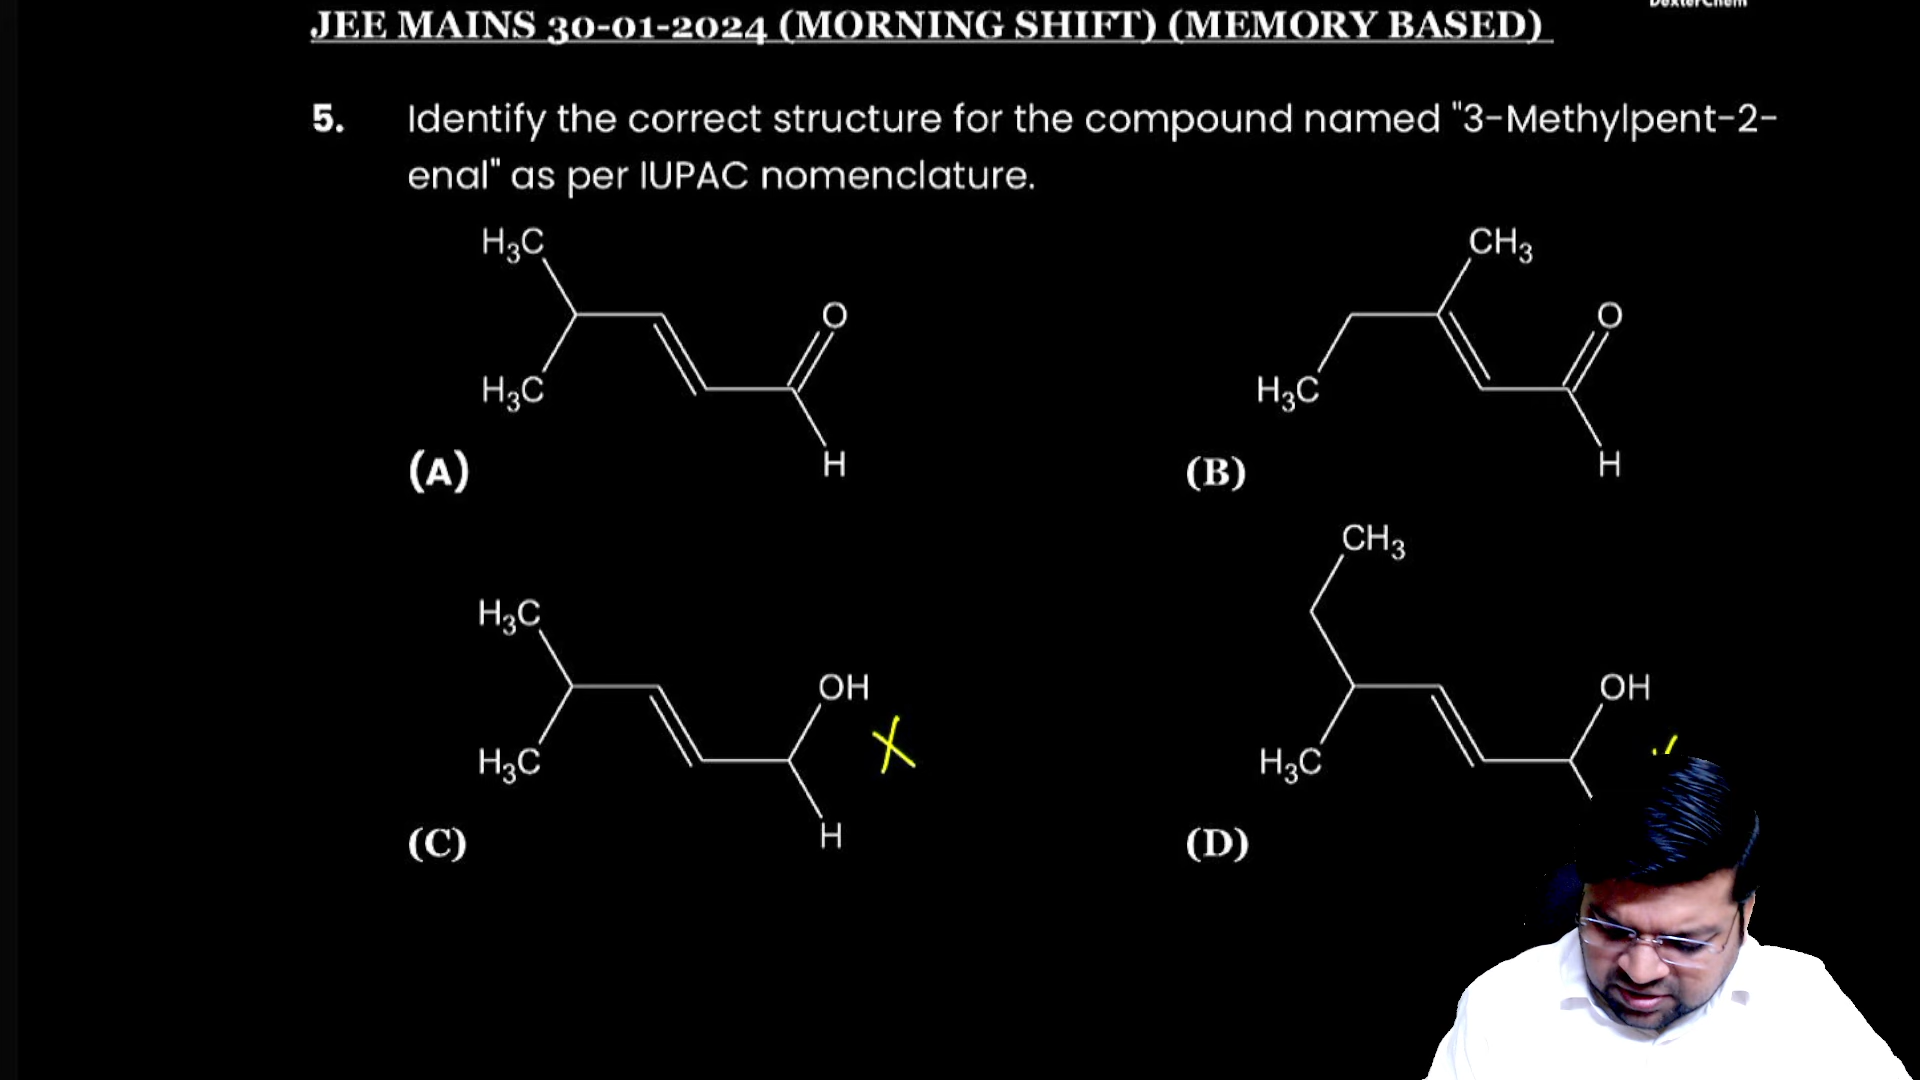 DexterChem
JEE MAINS 30-01-2024 (MORNING SHIFT) (MEMORY BASED)
5. Identify the correct structure for the compound named "3-Methylpent-2-
enal" as per IUPAC nomenclature.
H₃C
O
H₃C
H
(A)
CH₃
O
H₃C
H
(B)
H₃C
OH
H₃C
H
(C)
CH₃
OH
H₃C
(D)